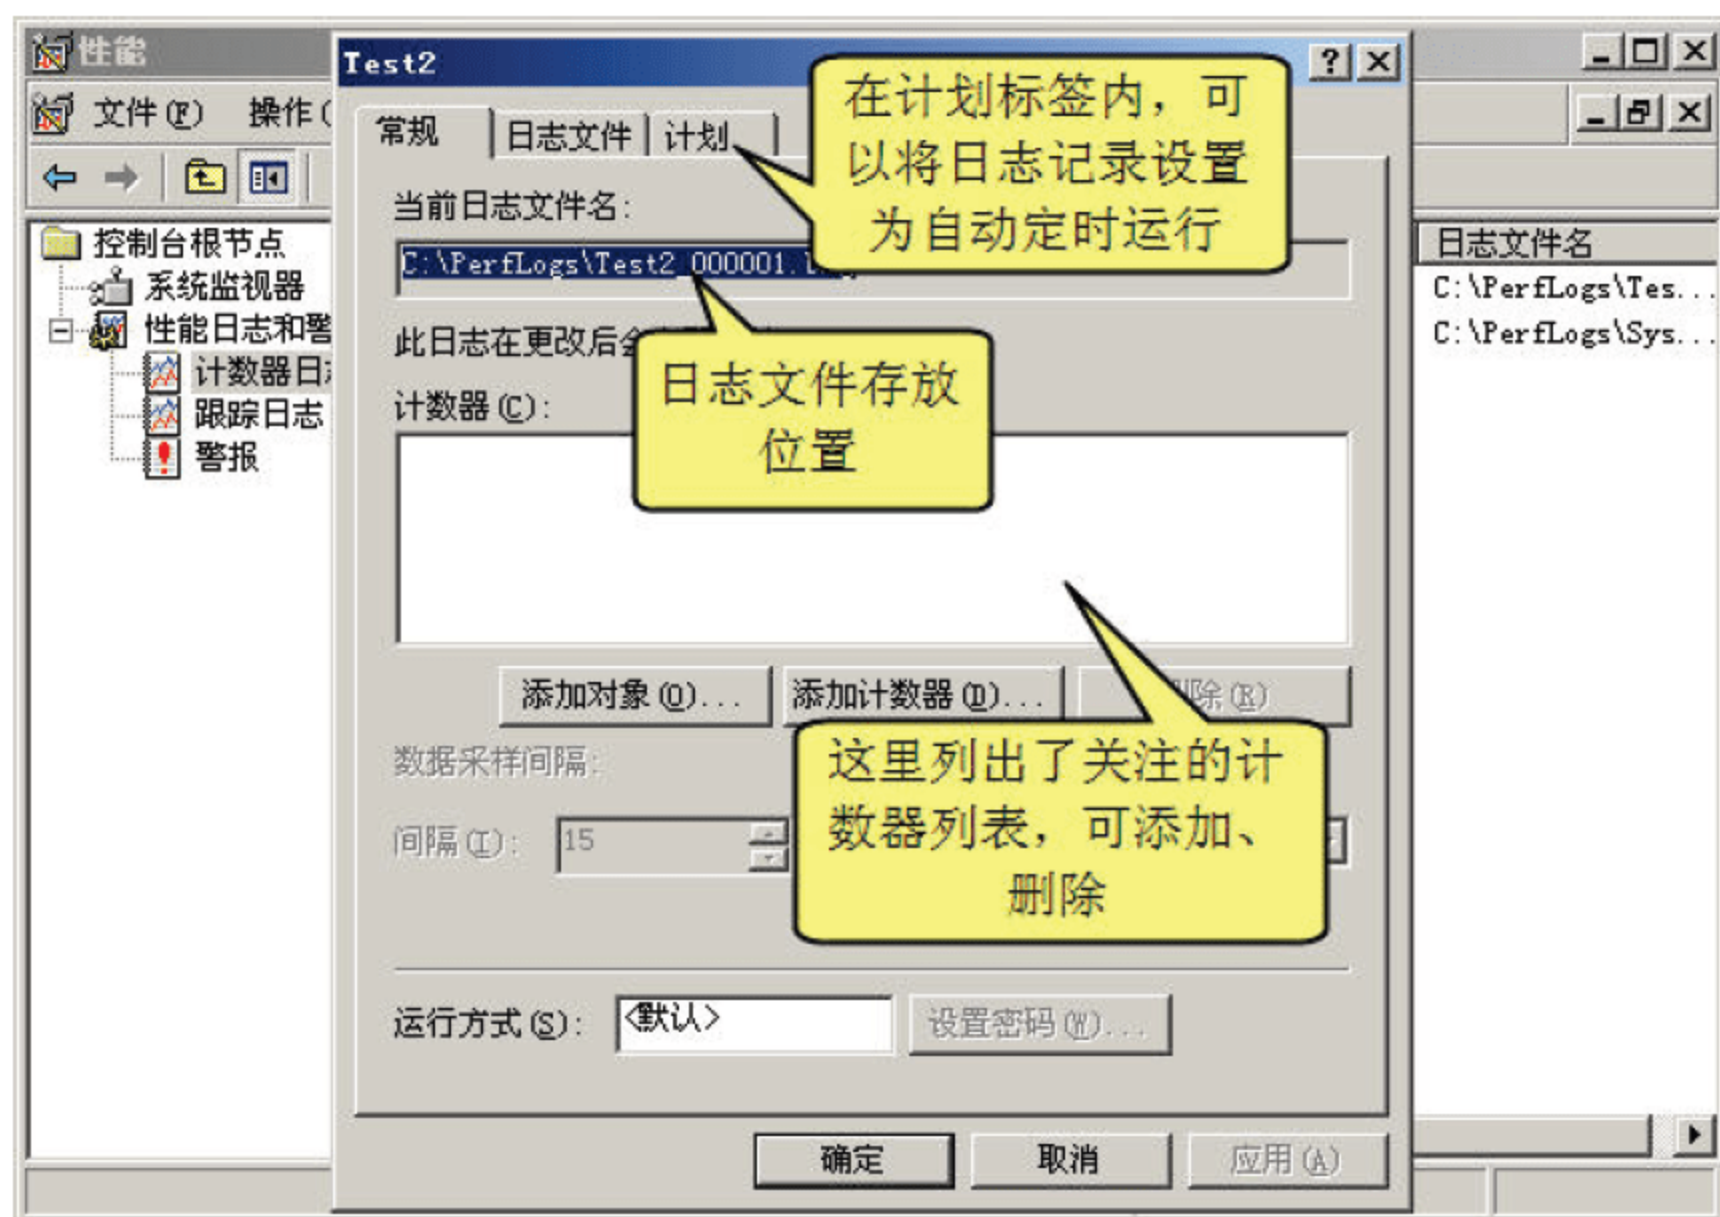 性能
文件(F) 操作(
控制台根节点
系统监视器
性能日志和警
计数器日
跟踪日志
警报
Test2
常规 日志文件 计划
当前日志文件名:
C:\PerfLogs\Test2_000001.
此日志在更改后
计数器(C):
添加对象(O)... 添加计数器(D)... 除(R)
数据采样间隔:
间隔(I): 15
运行方式(S): <默认> 设置密码(W)...
确定 取消 应用(A)
在计划标签内，可
以将日志记录设置
为自动定时运行
日志文件存放
位置
这里列出了关注的计
数器列表，可添加、
删除
日志文件名
C:\PerfLogs\Tes...
C:\PerfLogs\Sys...